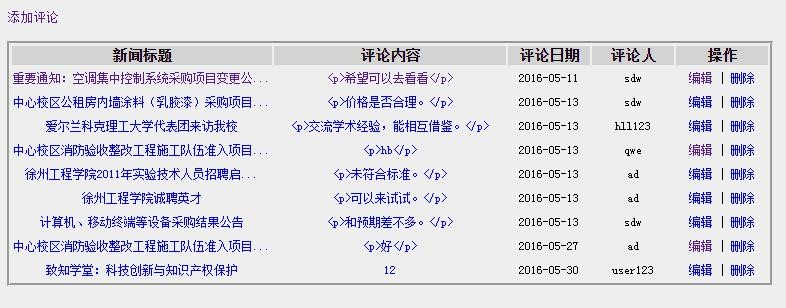 添加评论
新闻标题 评论内容 评论日期 评论人 操作
重要通知：空调集中控制系统采购项目变更公... <p>希望可以去看看</p> 2016-05-11 sdw 编辑 | 删除
中心校区公租房内墙涂料（乳胶漆）采购项目... <p>价格是否合理。</p> 2016-05-13 sdw 编辑 | 删除
爱尔兰科克理工大学代表团来访我校 <p>交流学术经验，能相互借鉴。</p> 2016-05-13 hll123 编辑 | 删除
中心校区消防验收整改工程施工队伍准入项目... <p>hb</p> 2016-05-13 qwe 编辑 | 删除
徐州工程学院2011年实验技术人员招聘启... <p>未符合标准。</p> 2016-05-13 ad 编辑 | 删除
徐州工程学院诚聘英才 <p>可以来试试。</p> 2016-05-13 ad 编辑 | 删除
计算机、移动终端等设备采购结果公告 <p>和预期差不多。</p> 2016-05-13 sdw 编辑 | 删除
中心校区消防验收整改工程施工队伍准入项目... <p>好</p> 2016-05-27 ad 编辑 | 删除
致知学堂：科技创新与知识产权保护 12 2016-05-30 user123 编辑 | 删除